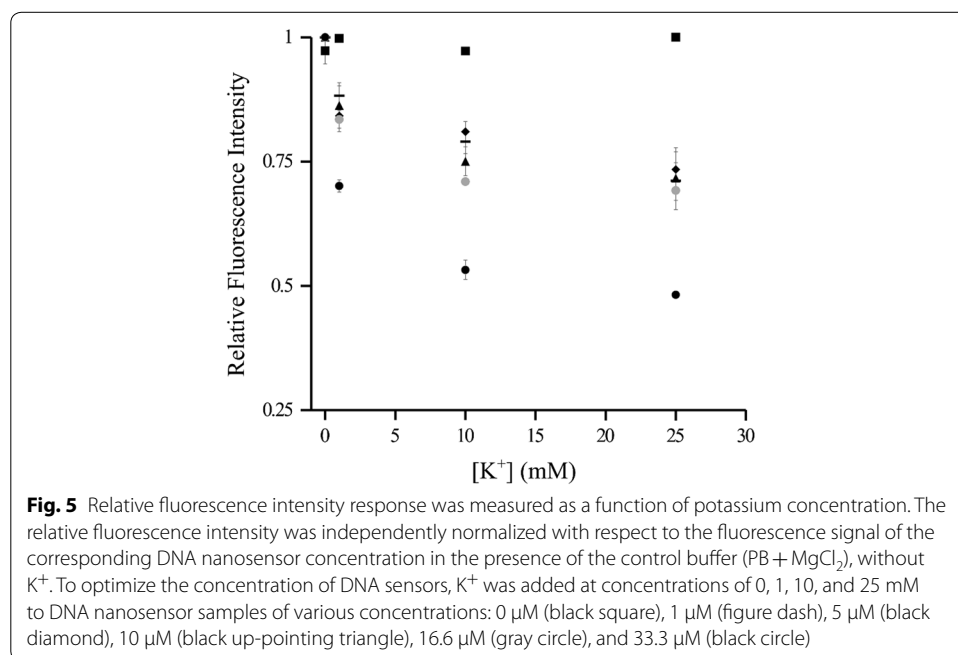 1
0.75
0.5
0.25
Relative Fluorescence Intensity
0 5 10 15 20 25 30
[K⁺] (mM)
Fig. 5 Relative fluorescence intensity response was measured as a function of potassium concentration. The
relative fluorescence intensity was independently normalized with respect to the fluorescence signal of the
corresponding DNA nanosensor concentration in the presence of the control buffer (PB + MgCl₂), without
K⁺. To optimize the concentration of DNA sensors, K⁺ was added at concentrations of 0, 1, 10, and 25 mM
to DNA nanosensor samples of various concentrations: 0 μM (black square), 1 μM (figure dash), 5 μM (black
diamond), 10 μM (black up-pointing triangle), 16.6 μM (gray circle), and 33.3 μM (black circle)